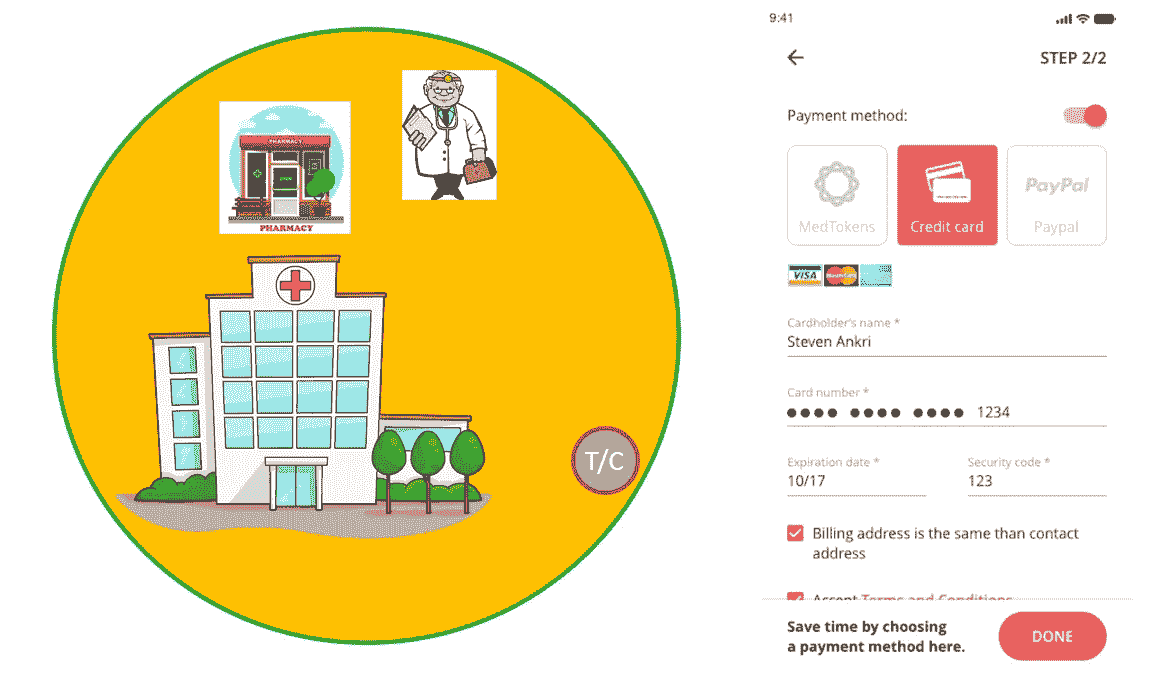 PHARMACY
PHARMACY
T/C
9:41
STEP 2/2
Payment method:
MedTokens
Credit card
PayPal
Paypal
VISA
MasterCard
Cardholder's name *
Steven Ankri
Card number *
●●●● ●●●● ●●●● 1234
Expiration date *
Security code *
10/17
123
Billing address is the same than contact
address
Accept Terms and Conditions
Save time by choosing
a payment method here.
DONE